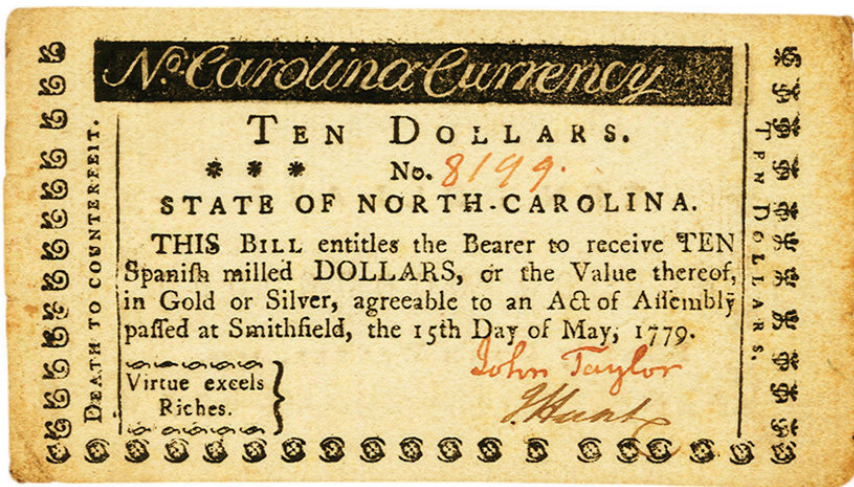 No. Carolina Currency
TEN DOLLARS.
* * * No. 8199.
STATE OF NORTH-CAROLINA.
THIS BILL entitles the Bearer to receive TEN
Spaniſh milled DOLLARS, or the Value thereof,
in Gold or Silver, agreeable to an Act of Aſſembly
paſſed at Smithfield, the 15th Day of May, 1779.
John Taylor
J Hunt
Virtue excels
Riches.
DEATH TO COUNTERFEIT.
TEN DOLLARS.